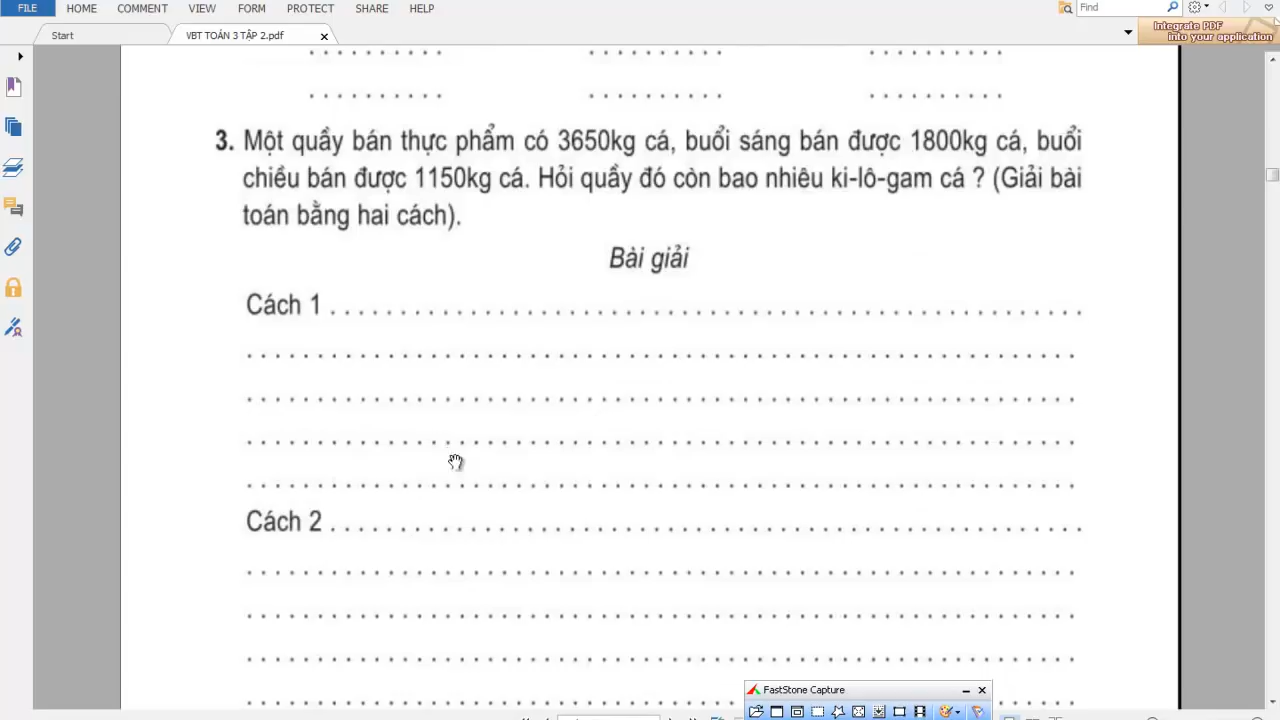 FILE HOME COMMENT VIEW FORM PROTECT SHARE HELP Find
Start VBT TOÁN 3 TẬP 2.pdf Integrate PDF
into your application
3. Một quầy bán thực phẩm có 3650kg cá, buổi sáng bán được 1800kg cá, buổi
chiều bán được 1150kg cá. Hỏi quầy đó còn bao nhiêu ki-lô-gam cá ? (Giải bài
toán bằng hai cách).
Bài giải
Cách 1
Cách 2
FastStone Capture